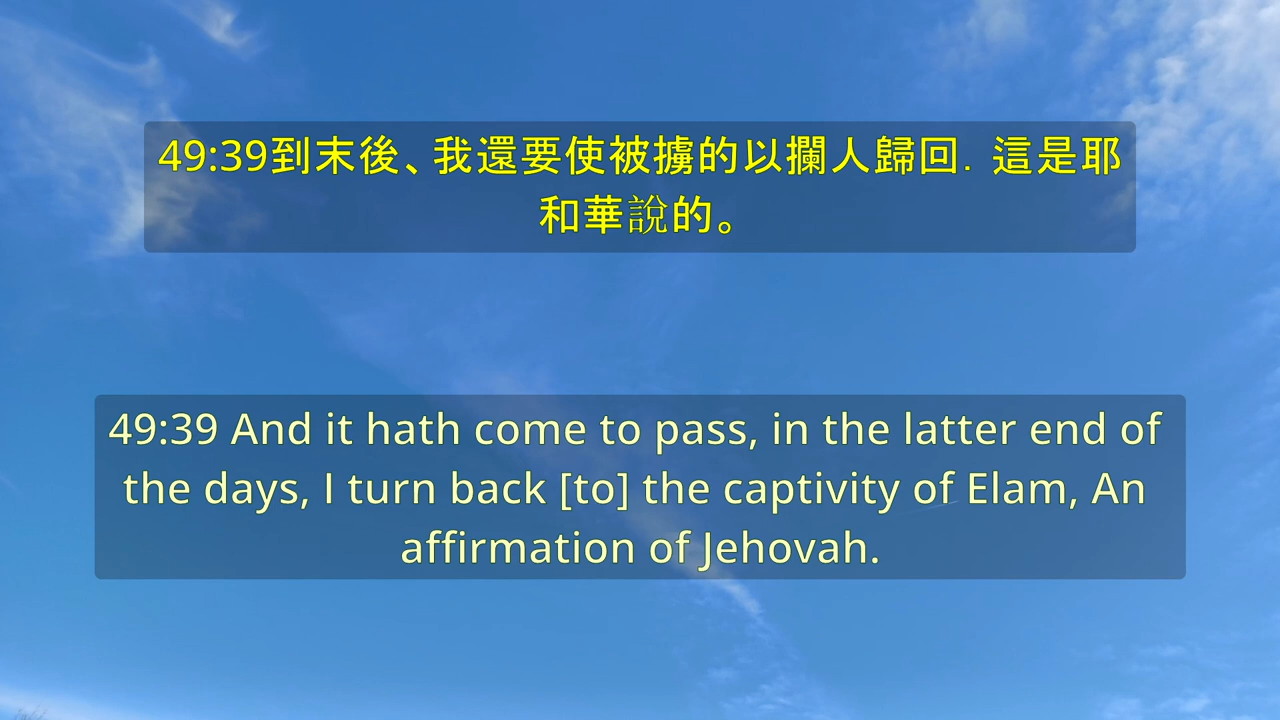 49:39到末後、我還要使被擄的以攔人歸回．這是耶
和華說的。
49:39 And it hath come to pass, in the latter end of
the days, I turn back [to] the captivity of Elam, An
affirmation of Jehovah.